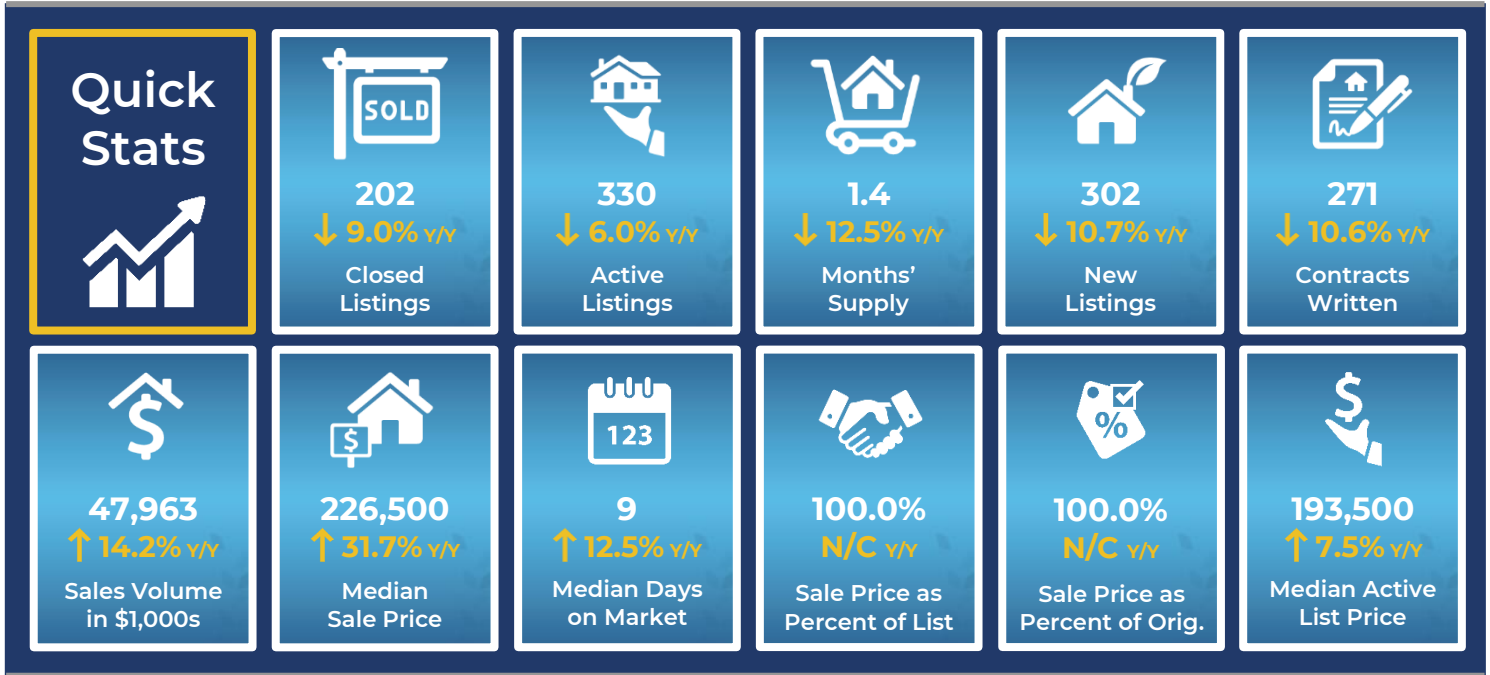 Quick
Stats
SOLD
202
↓ 9.0% Y/Y
Closed
Listings
330
↓ 6.0% Y/Y
Active
Listings
1.4
↓ 12.5% Y/Y
Months’
Supply
302
↓ 10.7% Y/Y
New
Listings
271
↓ 10.6% Y/Y
Contracts
Written
$
47,963
↑ 14.2% Y/Y
Sales Volume
in $1,000s
$
226,500
↑ 31.7% Y/Y
Median
Sale Price
123
9
↑ 12.5% Y/Y
Median Days
on Market
100.0%
N/C Y/Y
Sale Price as
Percent of List
%
100.0%
N/C Y/Y
Sale Price as
Percent of Orig.
$
193,500
↑ 7.5% Y/Y
Median Active
List Price